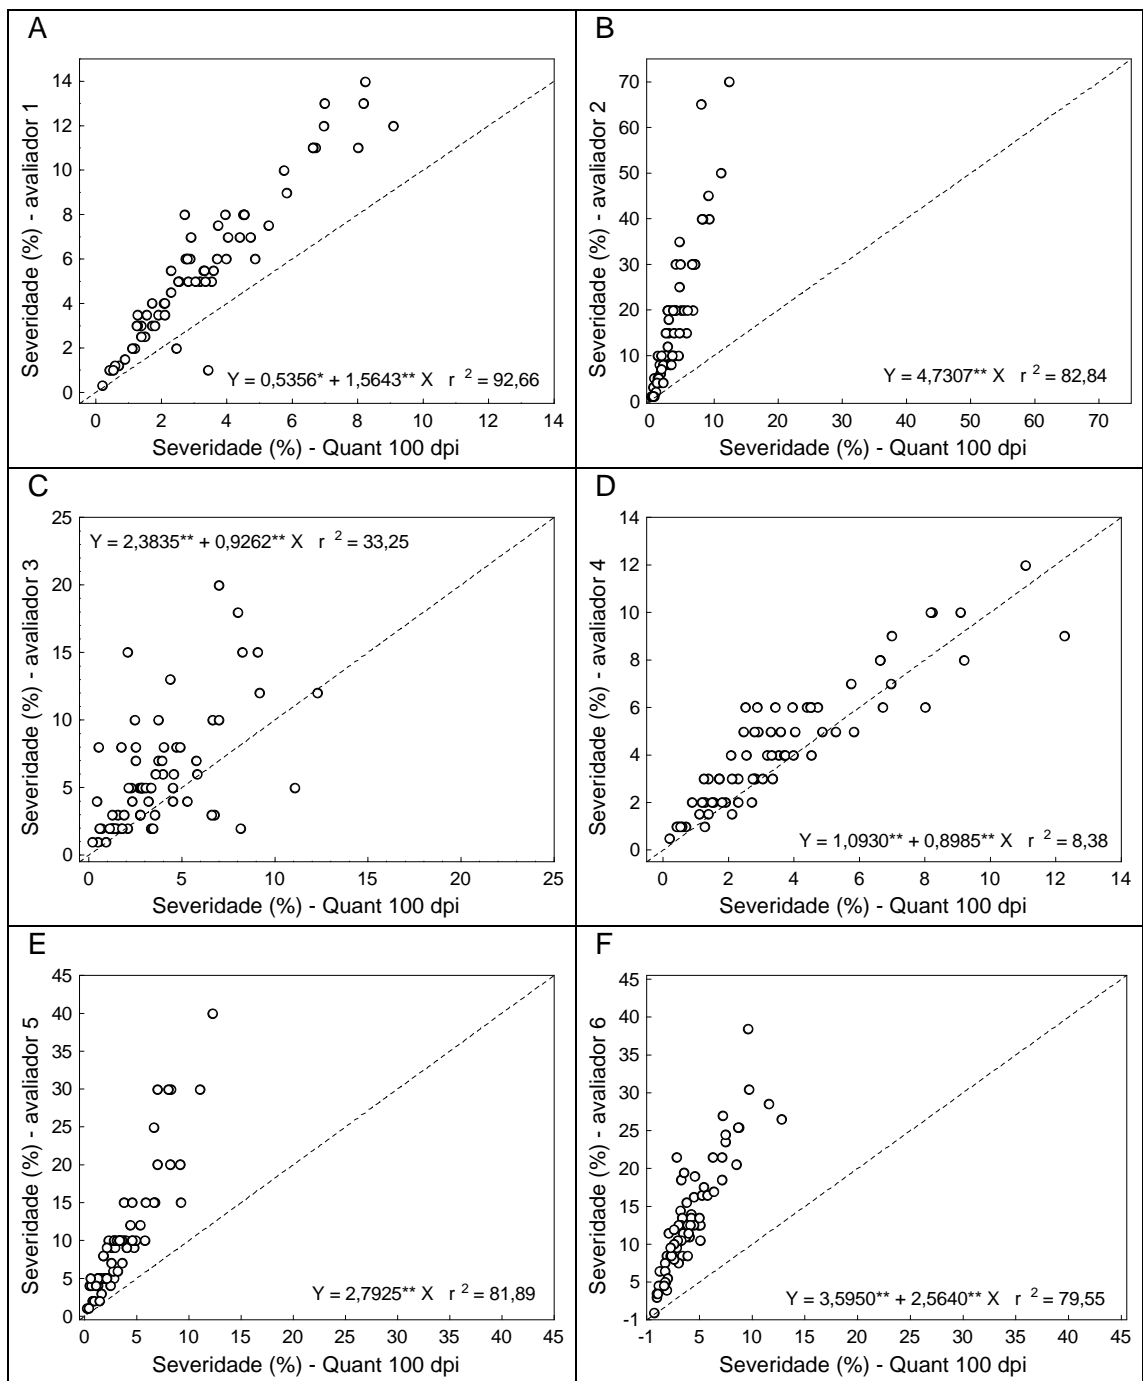 A
Severidade (%) - avaliador 1
14
12
10
8
6
4
2
0
Y = 0,5356* + 1,5643** X r ² = 92,66
0 2 4 6 8 10 12 14
Severidade (%) - Quant 100 dpi
B
Severidade (%) - avaliador 2
70
60
50
40
30
20
10
0
Y = 4,7307** X r ² = 82,84
0 10 20 30 40 50 60 70
Severidade (%) - Quant 100 dpi
C
Severidade (%) - avaliador 3
25
Y = 2,3835** + 0,9262** X r ² = 33,25
20
15
10
5
0
0 5 10 15 20 25
Severidade (%) - Quant 100 dpi
D
Severidade (%) - avaliador 4
14
12
10
8
6
4
2
0
Y = 1,0930** + 0,8985** X r ² = 8,38
0 2 4 6 8 10 12 14
Severidade (%) - Quant 100 dpi
E
Severidade (%) - avaliador 5
45
40
35
30
25
20
15
10
5
0
Y = 2,7925** X r ² = 81,89
0 5 10 15 20 25 30 35 40 45
Severidade (%) - Quant 100 dpi
F
Severidade (%) - avaliador 6
45
40
35
30
25
20
15
10
5
-1
Y = 3,5950** + 2,5640** X r ² = 79,55
-1 5 10 15 20 25 30 35 40 45
Severidade (%) - Quant 100 dpi